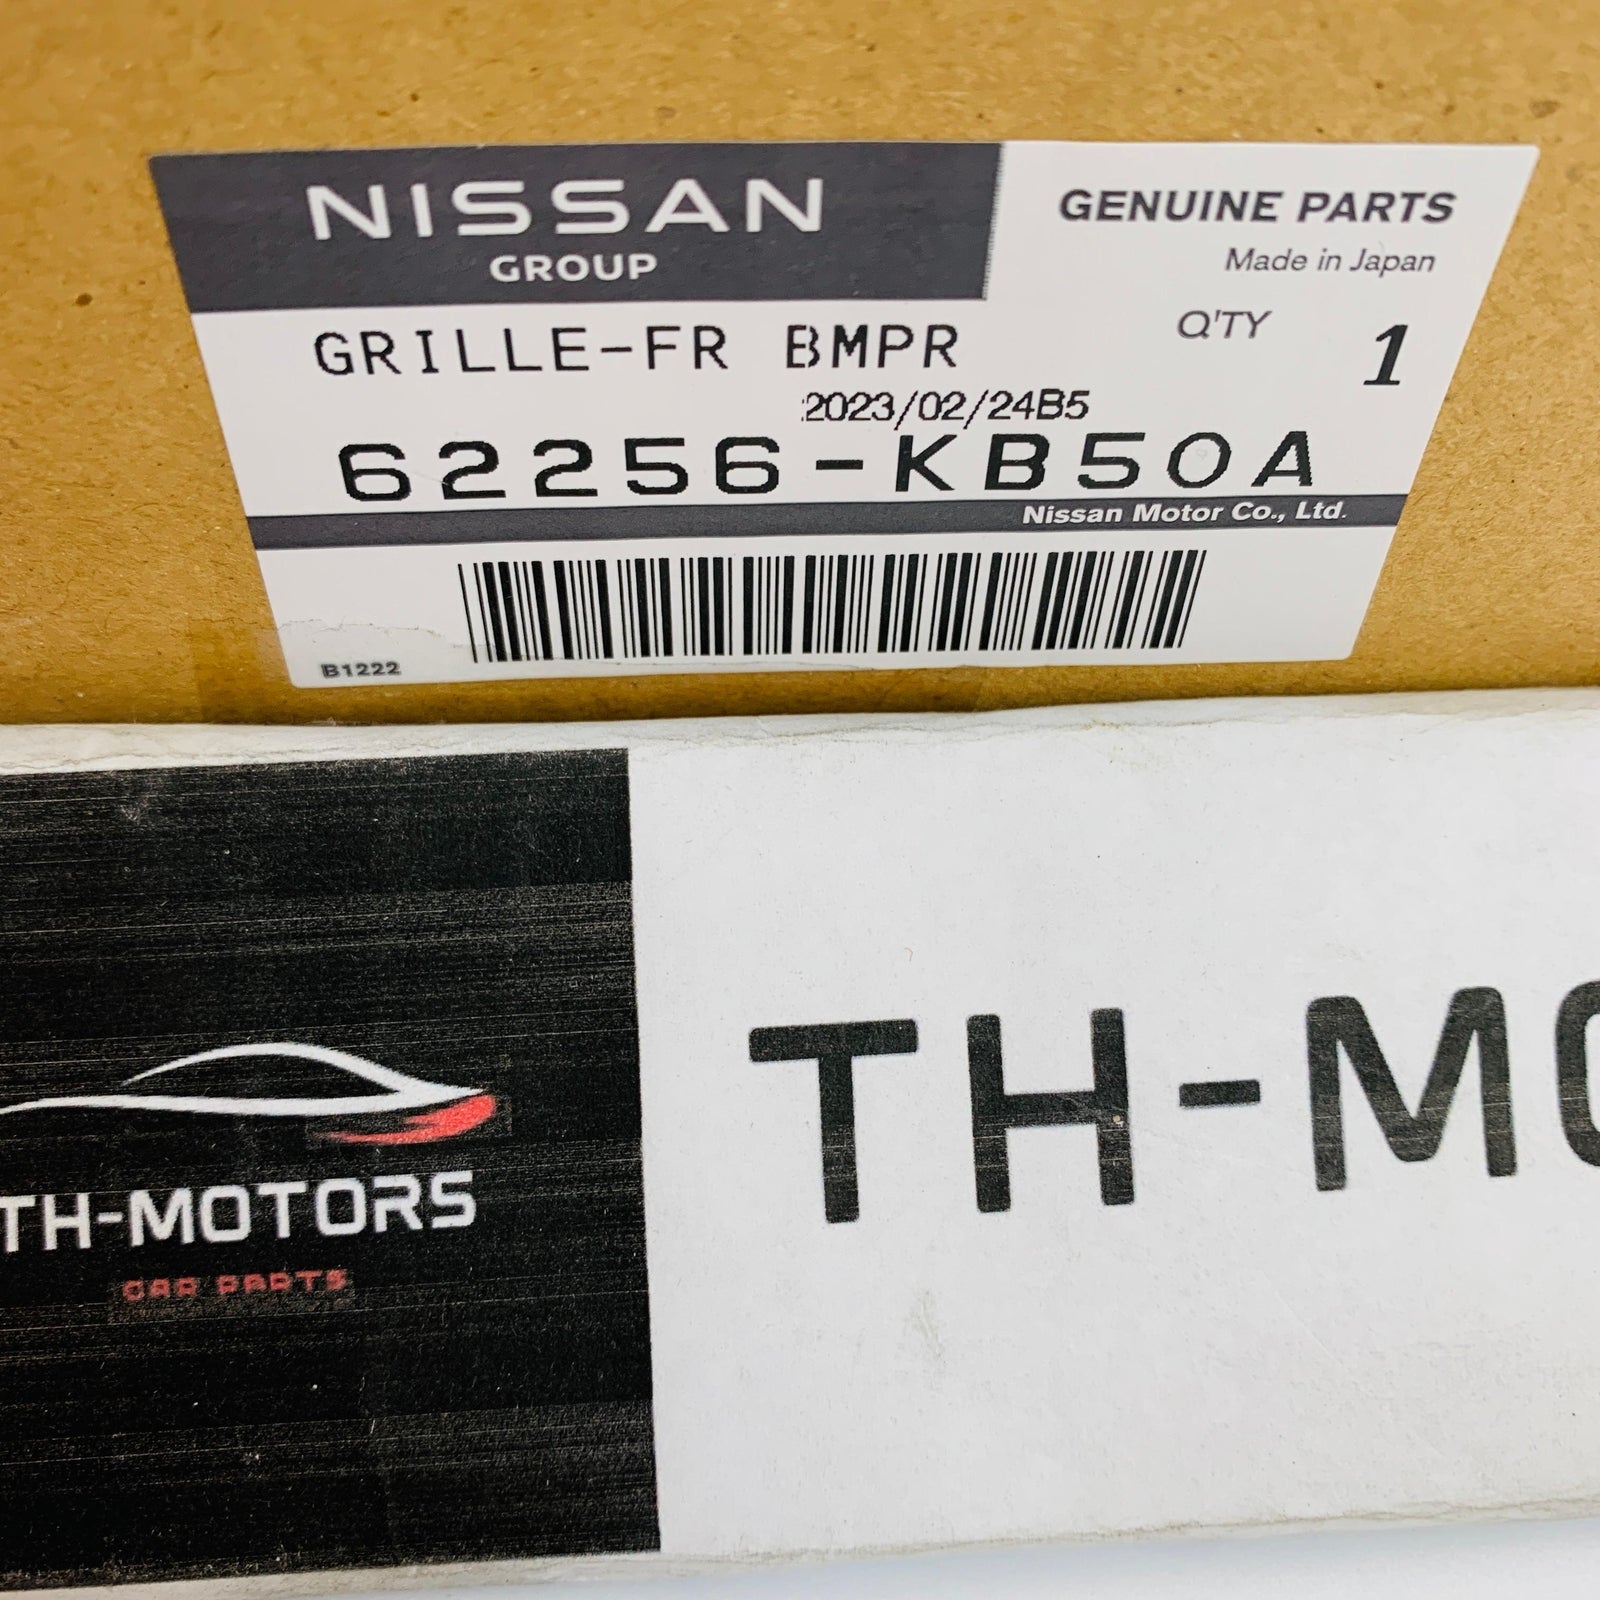 NISSAN
GROUP
GENUINE PARTS
Made in Japan
GRILLE-FR BMPR
Q'TY 1
2023/02/24B5
62256-KB50A
Nissan Motor Co., Ltd.
B1222
TH-MOTORS
CAR PARTS
TH-MO